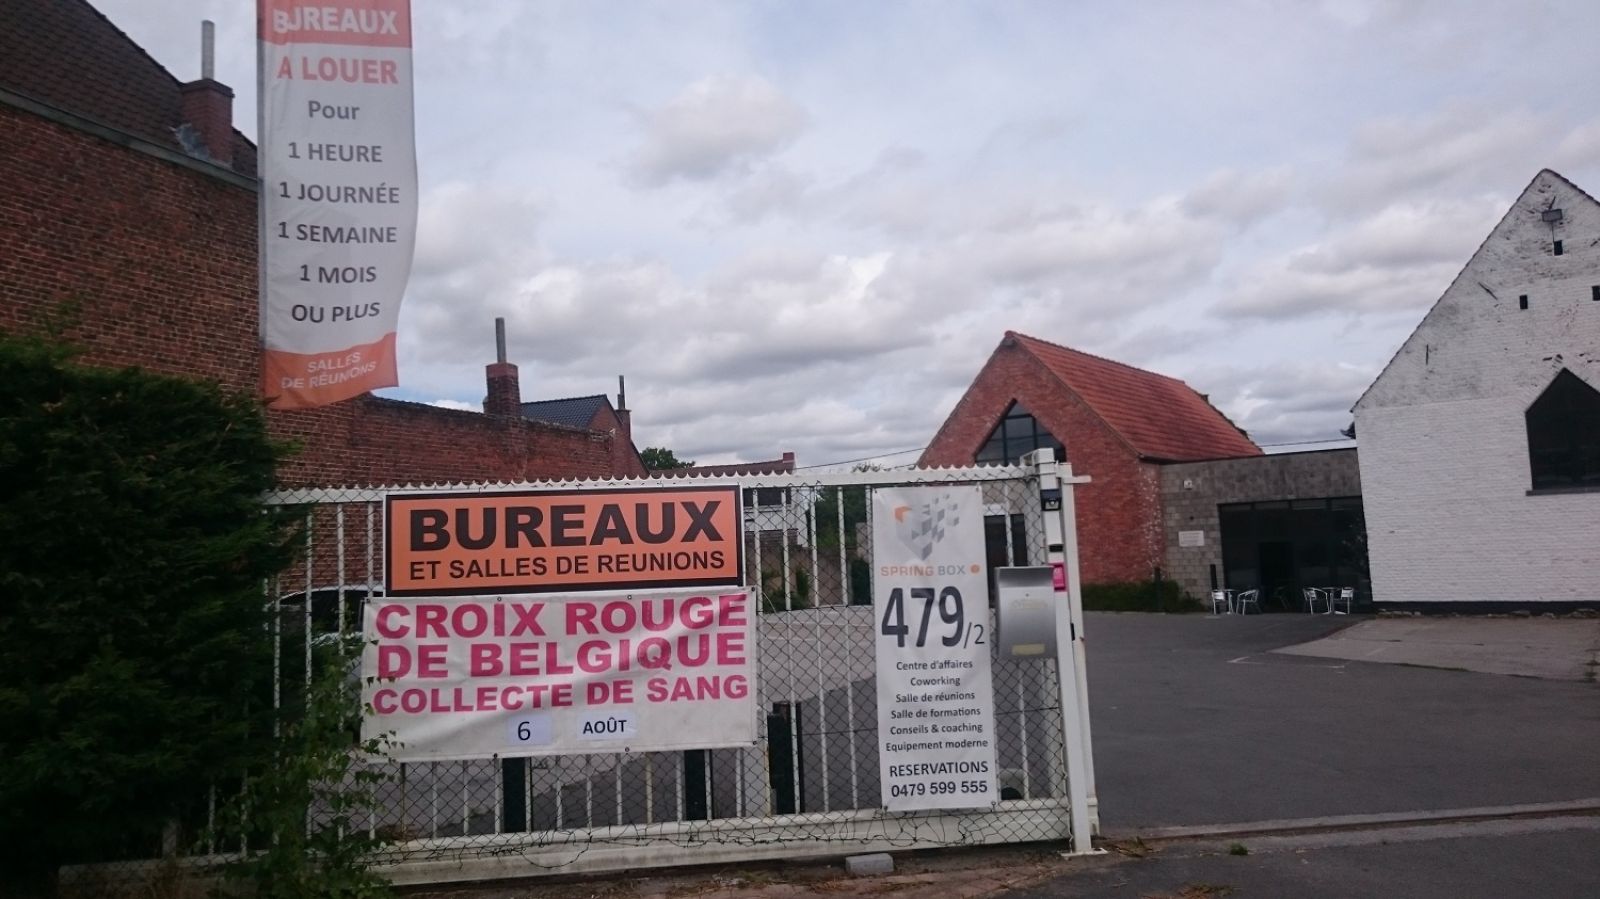 BUREAUX
A LOUER
Pour
1 HEURE
1 JOURNÉE
1 SEMAINE
1 MOIS
OU PLUS
SALLES
DE RÉUNIONS
BUREAUX
ET SALLES DE REUNIONS
CROIX ROUGE
DE BELGIQUE
COLLECTE DE SANG
6 AOÛT
SPRING BOX
479/2
Centre d'affaires
Coworking
Salle de réunions
Salle de formations
Conseils & coaching
Equipement moderne
RESERVATIONS
0479 599 555